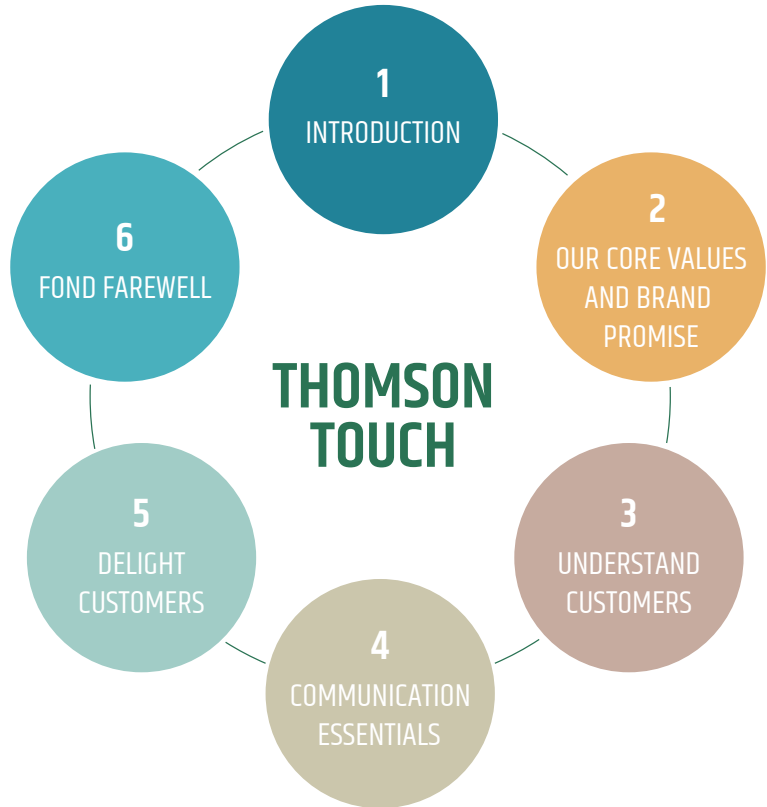 1
INTRODUCTION
2
OUR CORE VALUES
AND BRAND
PROMISE
3
UNDERSTAND
CUSTOMERS
4
COMMUNICATION
ESSENTIALS
5
DELIGHT
CUSTOMERS
6
FOND FAREWELL
THOMSON
TOUCH